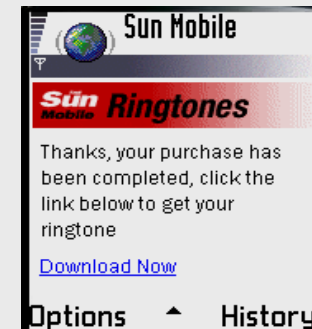 Sun Mobile
Sun
Mobile Ringtones
Thanks, your purchase has
been completed, click the
link below to get your
ringtone
Download Now
Options History